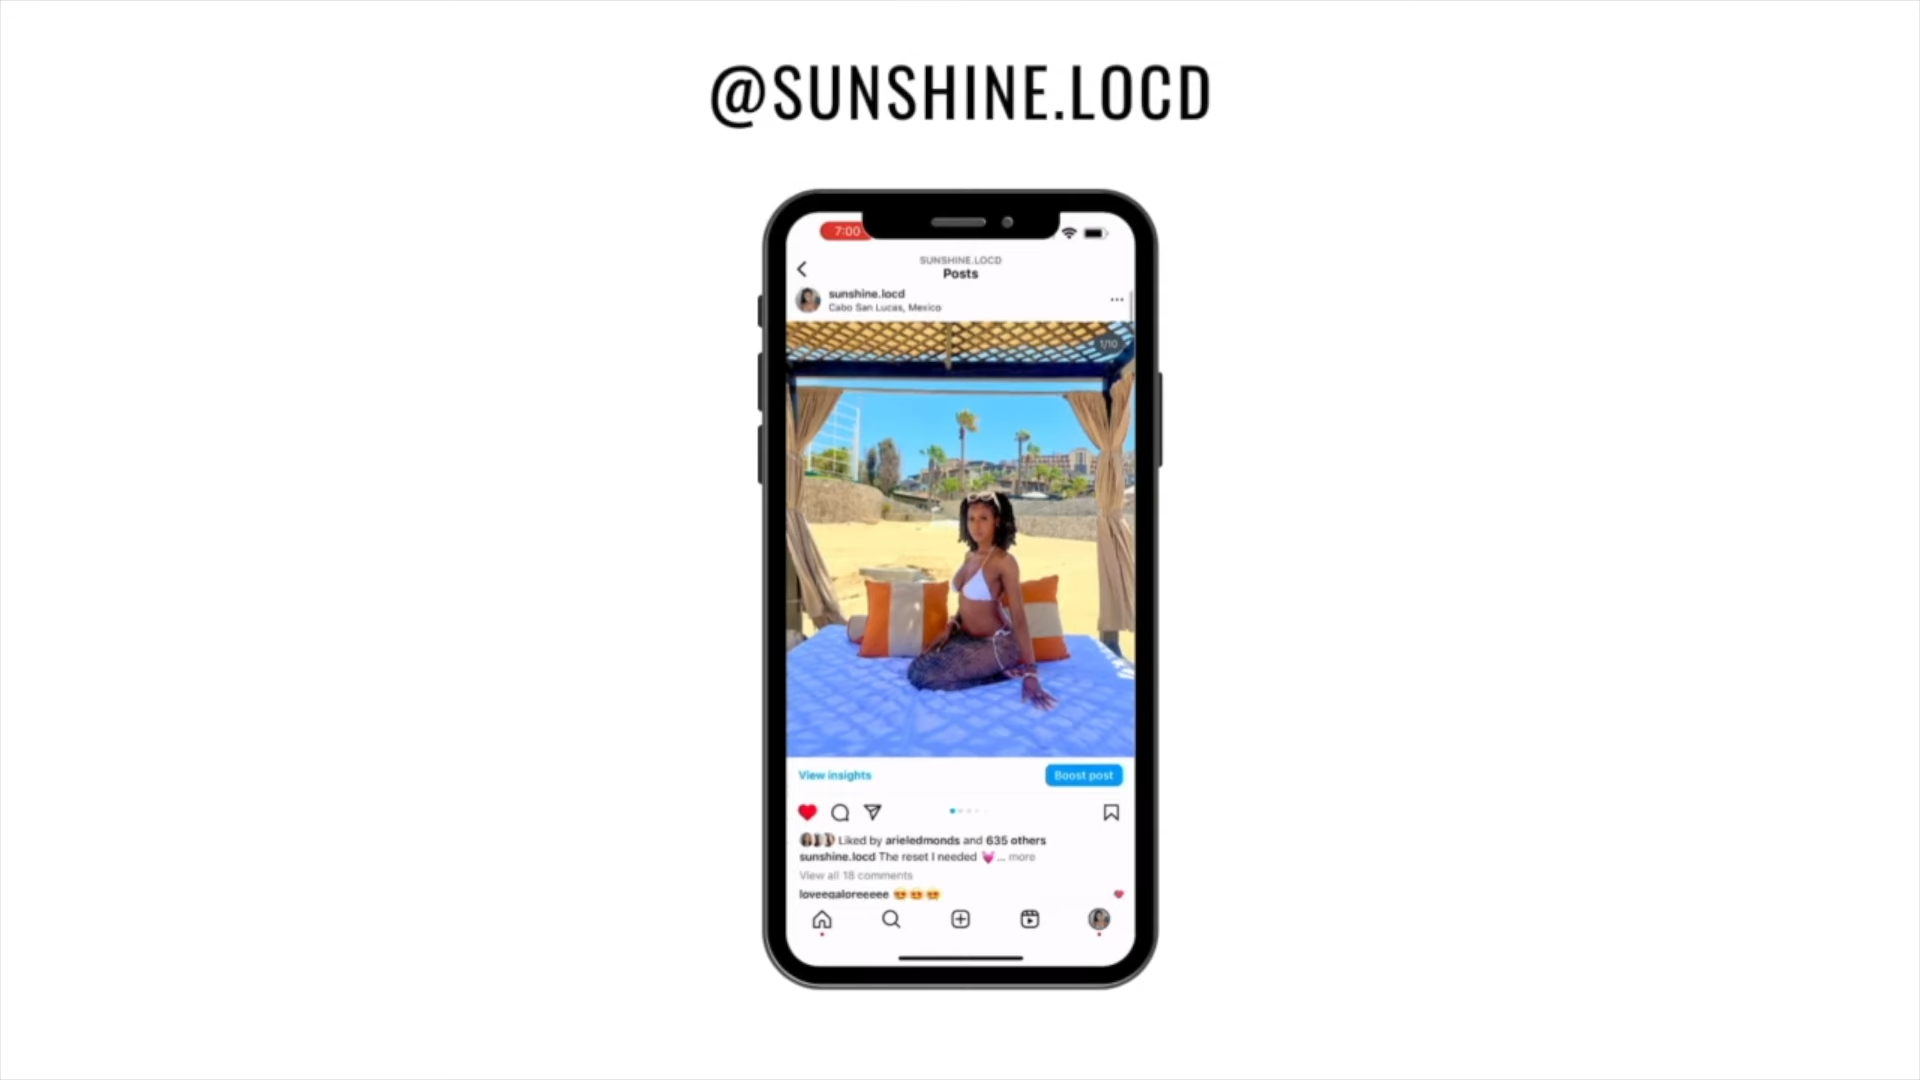 @SUNSHINE.LOCD
7:00
SUNSHINE.LOCD
Posts
sunshine.locd
Cabo San Lucas, Mexico
1/10
View insights
Boost post
Liked by arieledmonds and 635 others
sunshine.locd The reset I needed 💓... more
View all 18 comments
loveegaloreeeee 😍😍😍